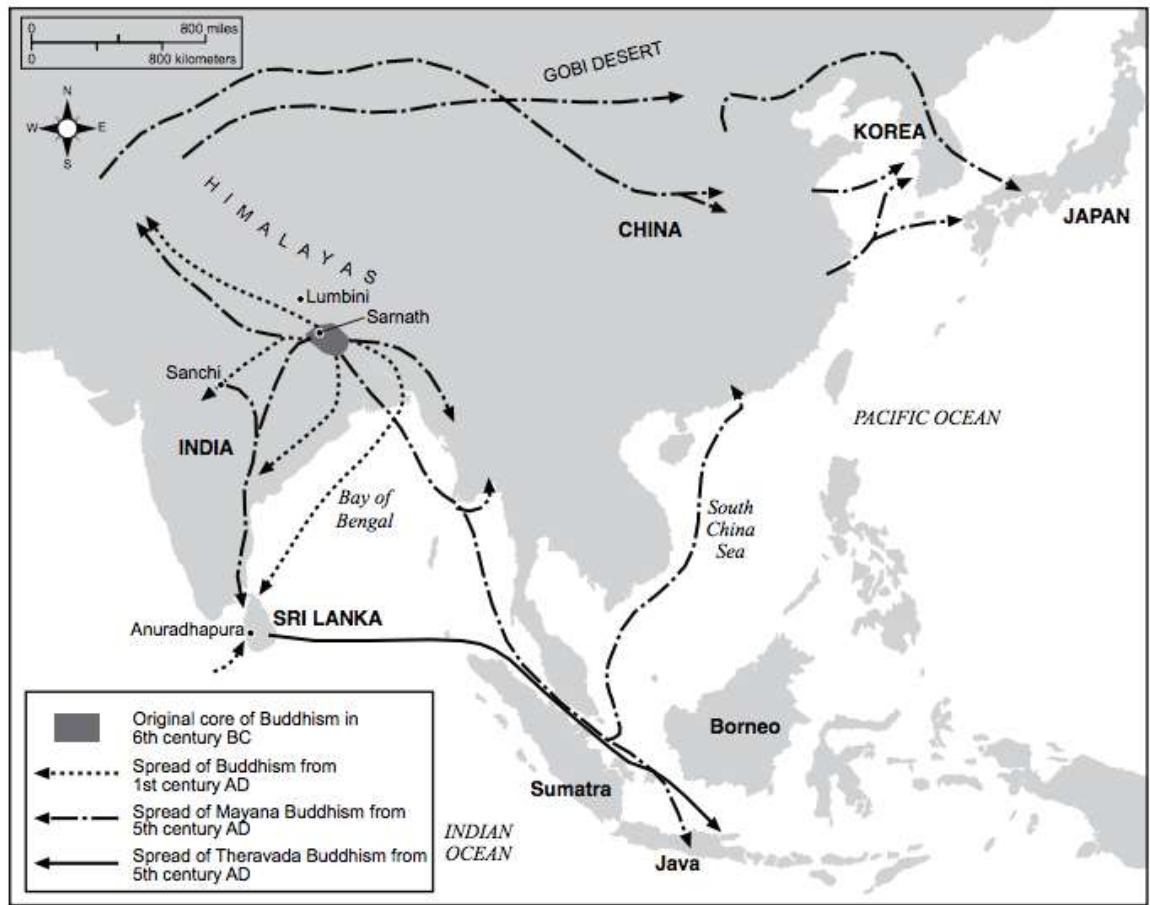 0 800 miles
0 800 kilometers
N
W E
S
GOBI DESERT
KOREA
JAPAN
CHINA
HIMALAYAS
Lumbini
Sarnath
Sanchi
INDIA
PACIFIC OCEAN
Bay of
Bengal
South
China
Sea
SRI LANKA
Anuradhapura
Borneo
Sumatra
Java
INDIAN
OCEAN
Original core of Buddhism in
6th century BC
Spread of Buddhism from
1st century AD
Spread of Mayana Buddhism from
5th century AD
Spread of Theravada Buddhism from
5th century AD